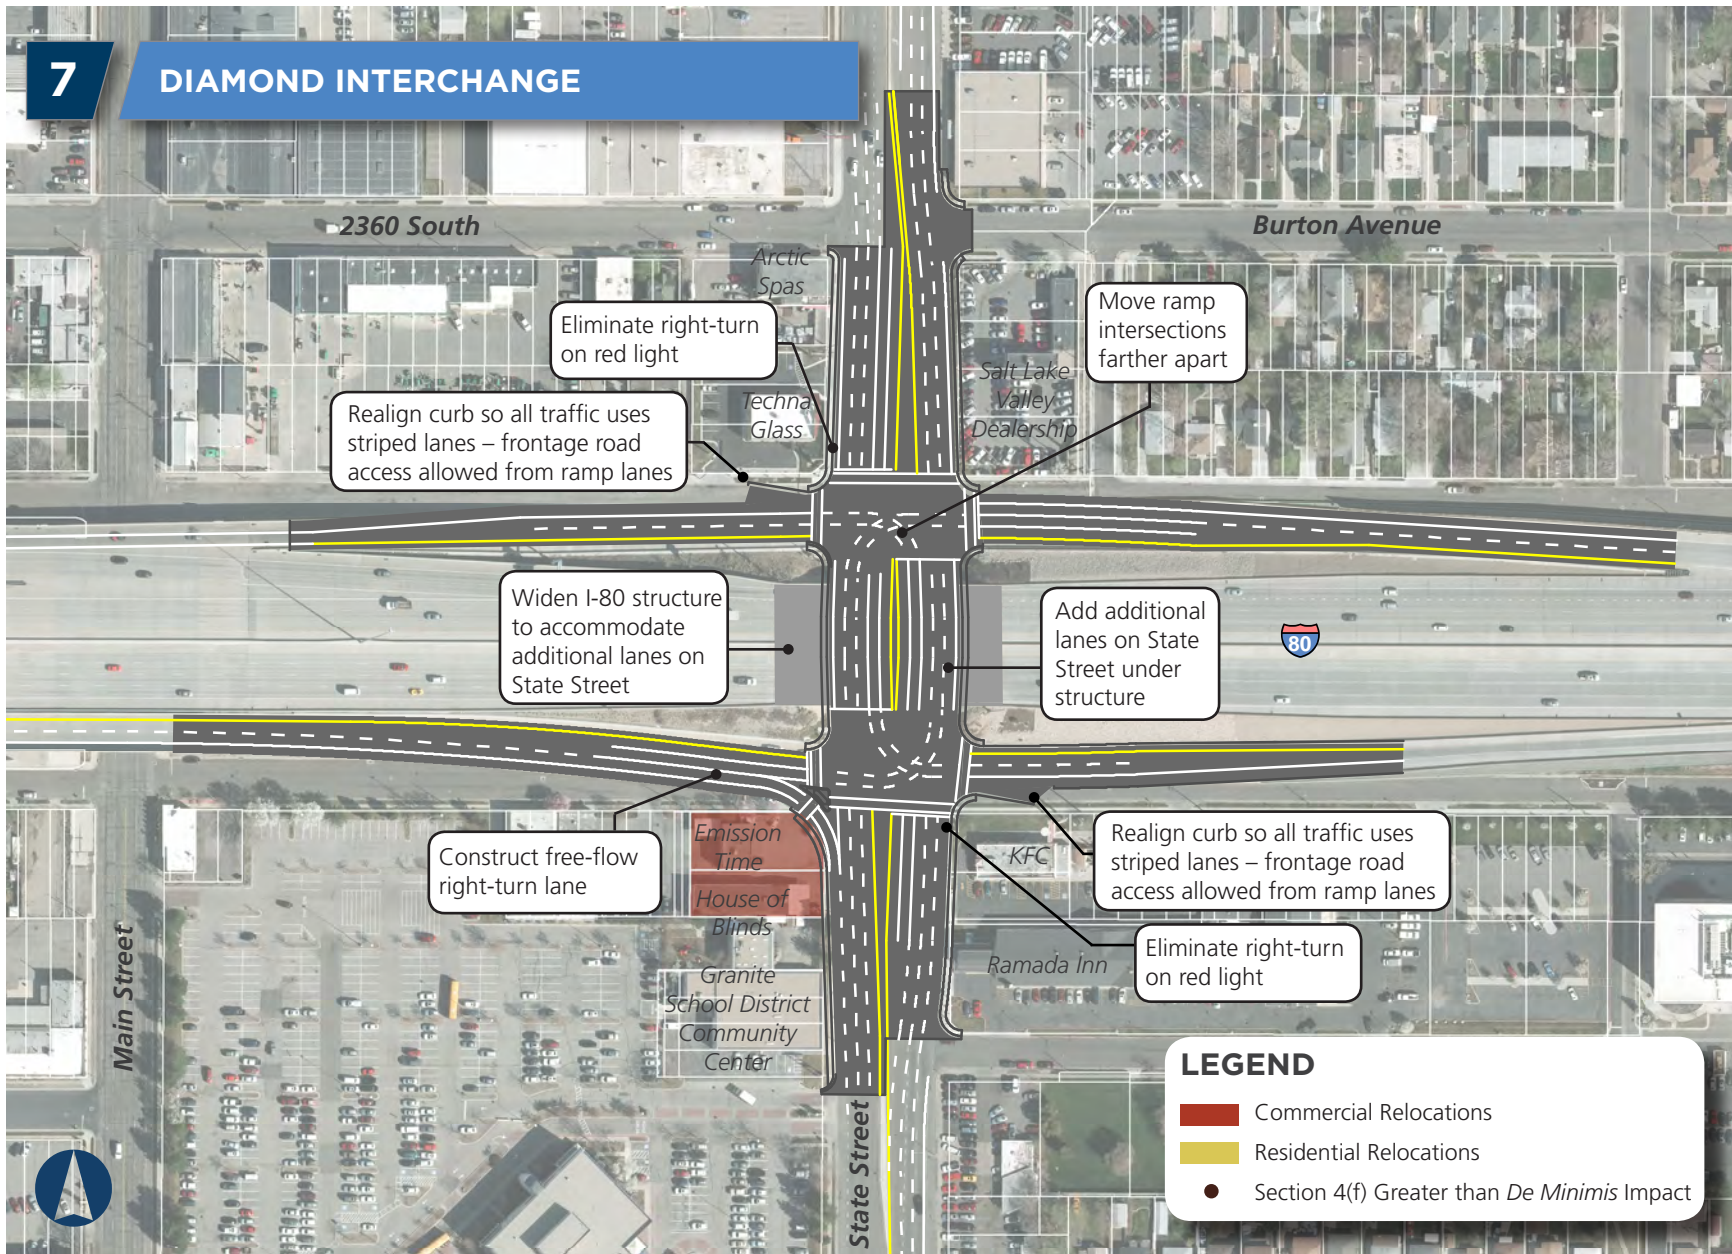 7
DIAMOND INTERCHANGE
2360 South
Burton Avenue
Arctic
Spas
Eliminate right-turn
on red light
Move ramp
intersections
farther apart
Realign curb so all traffic uses
striped lanes – frontage road
access allowed from ramp lanes
Techna
Glass
Salt Lake
Valley
Dealership
Widen I-80 structure
to accommodate
additional lanes on
State Street
Add additional
lanes on State
Street under
structure
80
Construct free-flow
right-turn lane
Emission
Time
House of
Blinds
KFC
Realign curb so all traffic uses
striped lanes – frontage road
access allowed from ramp lanes
Eliminate right-turn
on red light
Ramada Inn
Granite
School District
Community
Center
Main Street
State Street
LEGEND
Commercial Relocations
Residential Relocations
Section 4(f) Greater than De Minimis Impact